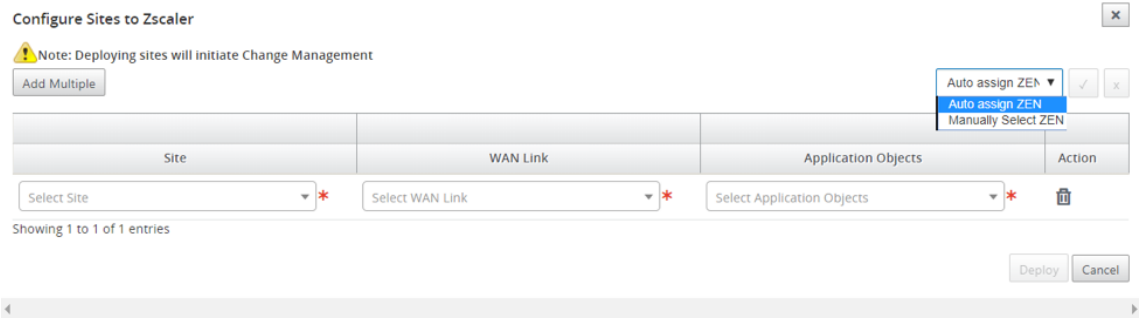 Configure Sites to Zscaler
x
Note: Deploying sites will initiate Change Management
Add Multiple
Auto assign ZEN
x
Auto assign ZEN
Manually Select ZEN
Site WAN Link Application Objects Action
Select Site * Select WAN Link * Select Application Objects *
Showing 1 to 1 of 1 entries
Deploy Cancel